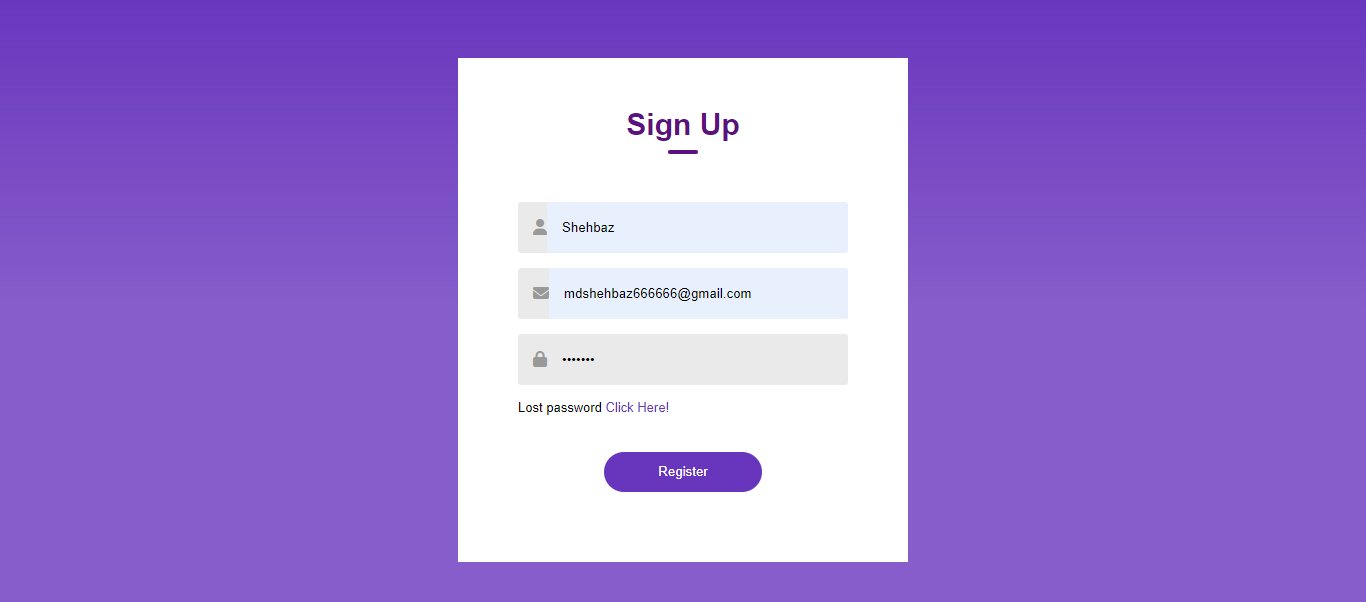 Sign Up
Shehbaz
mdshehbaz666666@gmail.com
•••••••
Lost password Click Here!
Register